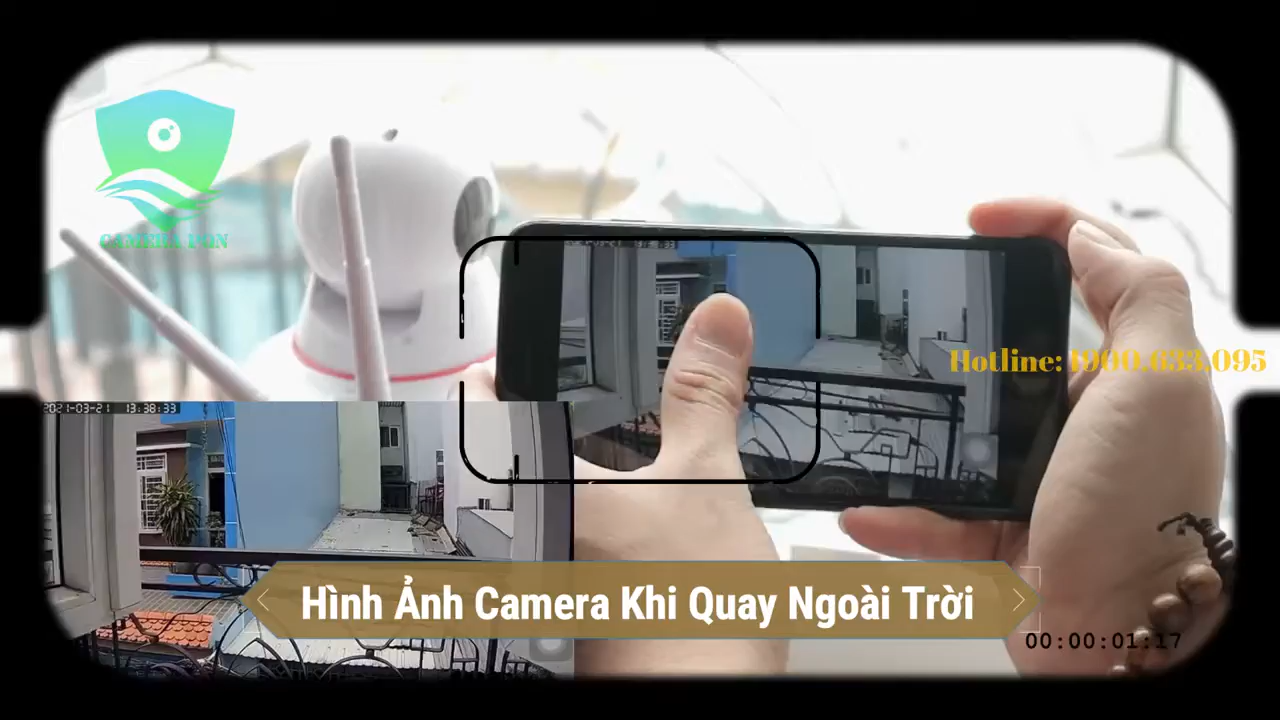 CAMERA PQN
Hotline: 1900.633.095
2021-03-21 13:38:33
Hình Ảnh Camera Khi Quay Ngoài Trời
00:00:01:17